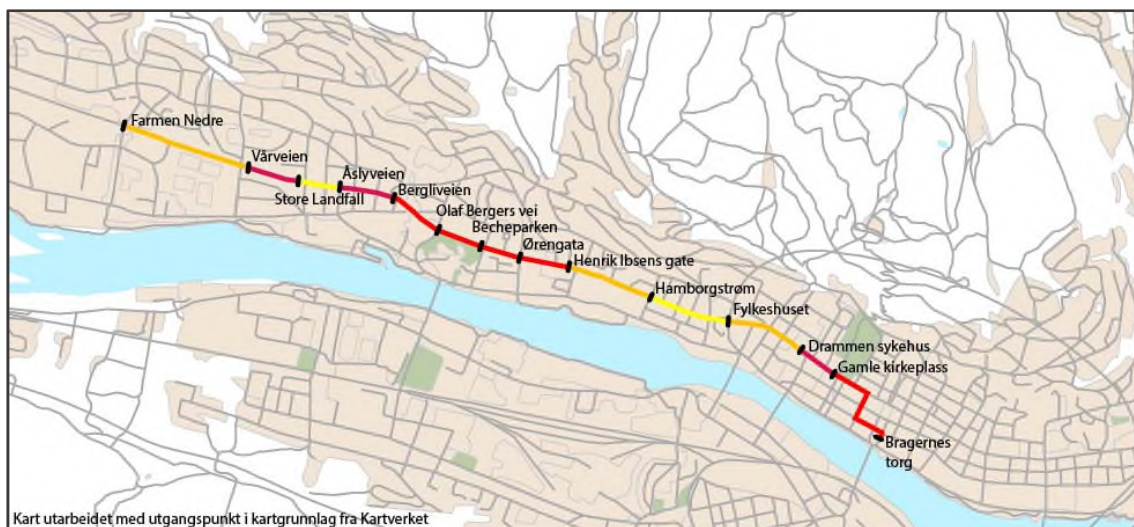 Farmen Nedre
Vårveien
Åslyveien
Store Landfall
Bergliveien
Olaf Bergers vei
Becheparken
Ørengata
Henrik Ibsens gate
Hamborgstrøm
Fylkeshuset
Drammen sykehus
Gamle kirkeplass
Bragernes
torg
Kart utarbeidet med utgangspunkt i kartgrunnlag fra Kartverket